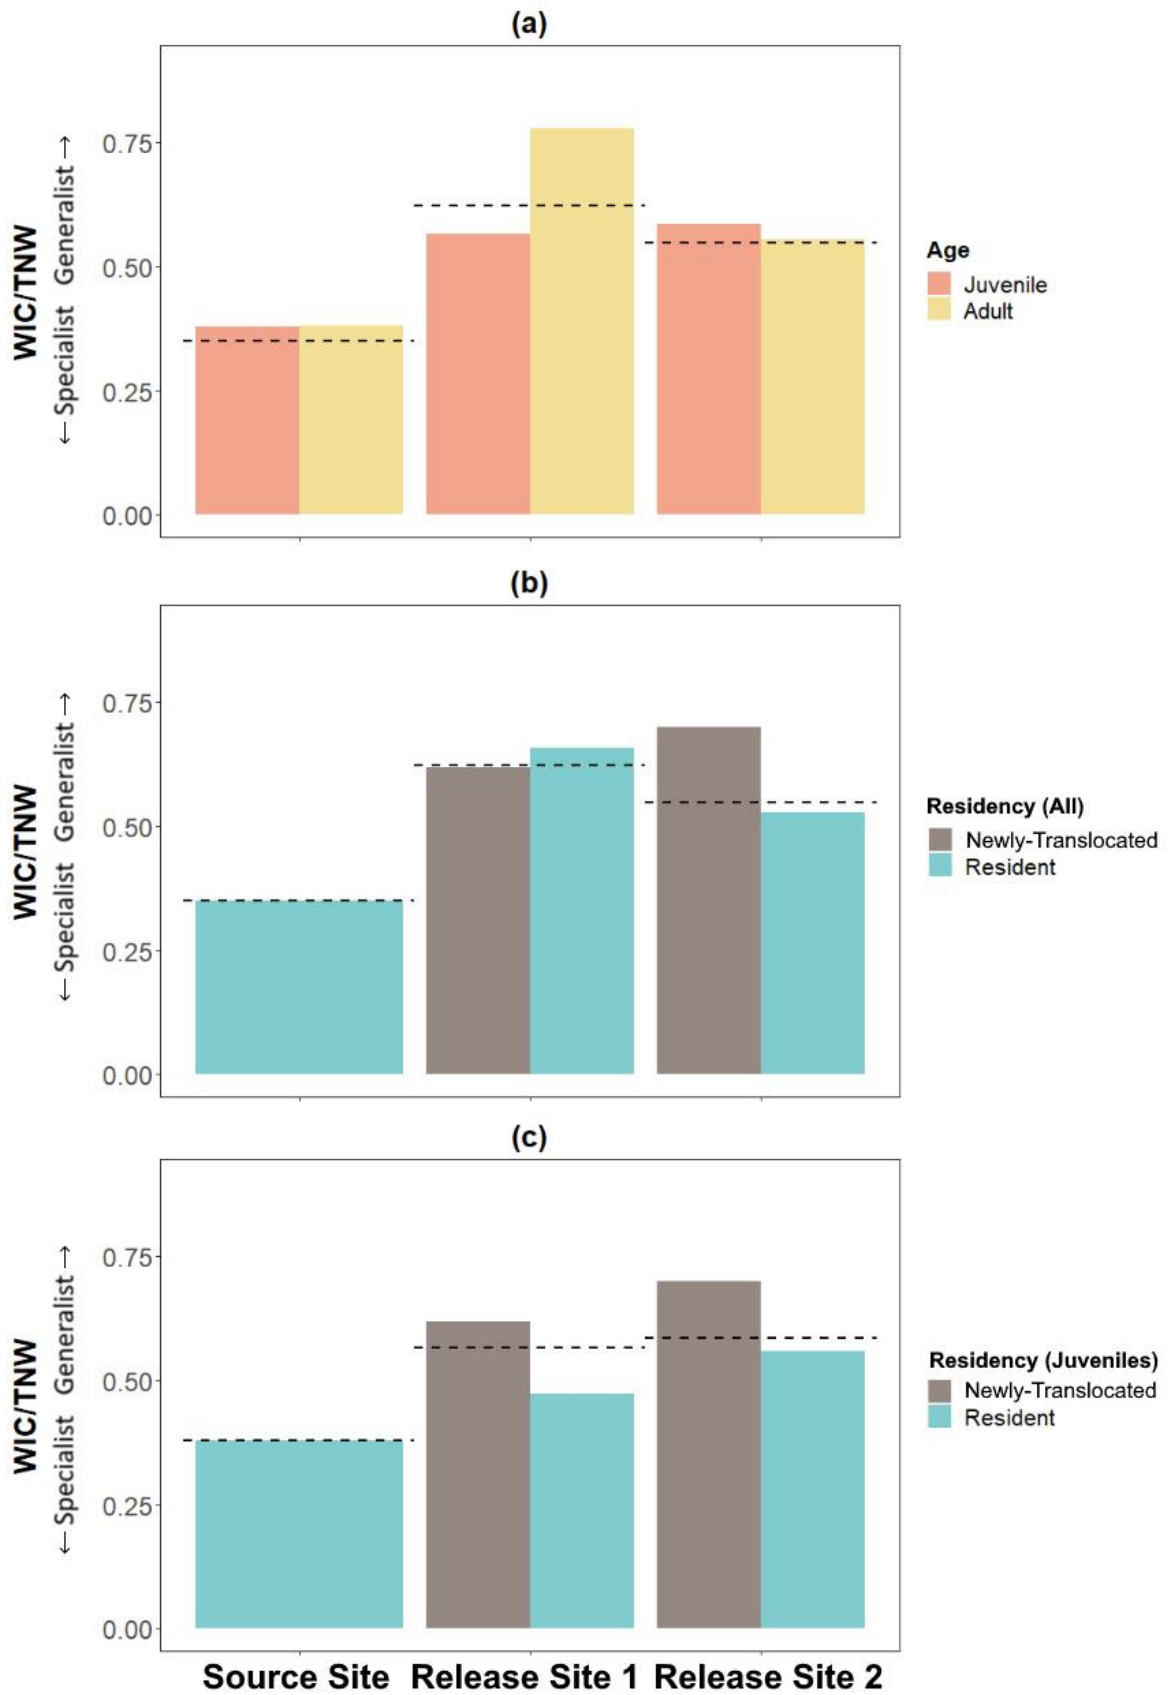 (a)
WIC/TNW
← Specialist Generalist →
0.75
0.50
0.25
0.00
Age
Juvenile
Adult
(b)
WIC/TNW
← Specialist Generalist →
0.75
0.50
0.25
0.00
Residency (All)
Newly-Translocated
Resident
(c)
WIC/TNW
← Specialist Generalist →
0.75
0.50
0.25
0.00
Residency (Juveniles)
Newly-Translocated
Resident
Source Site Release Site 1 Release Site 2